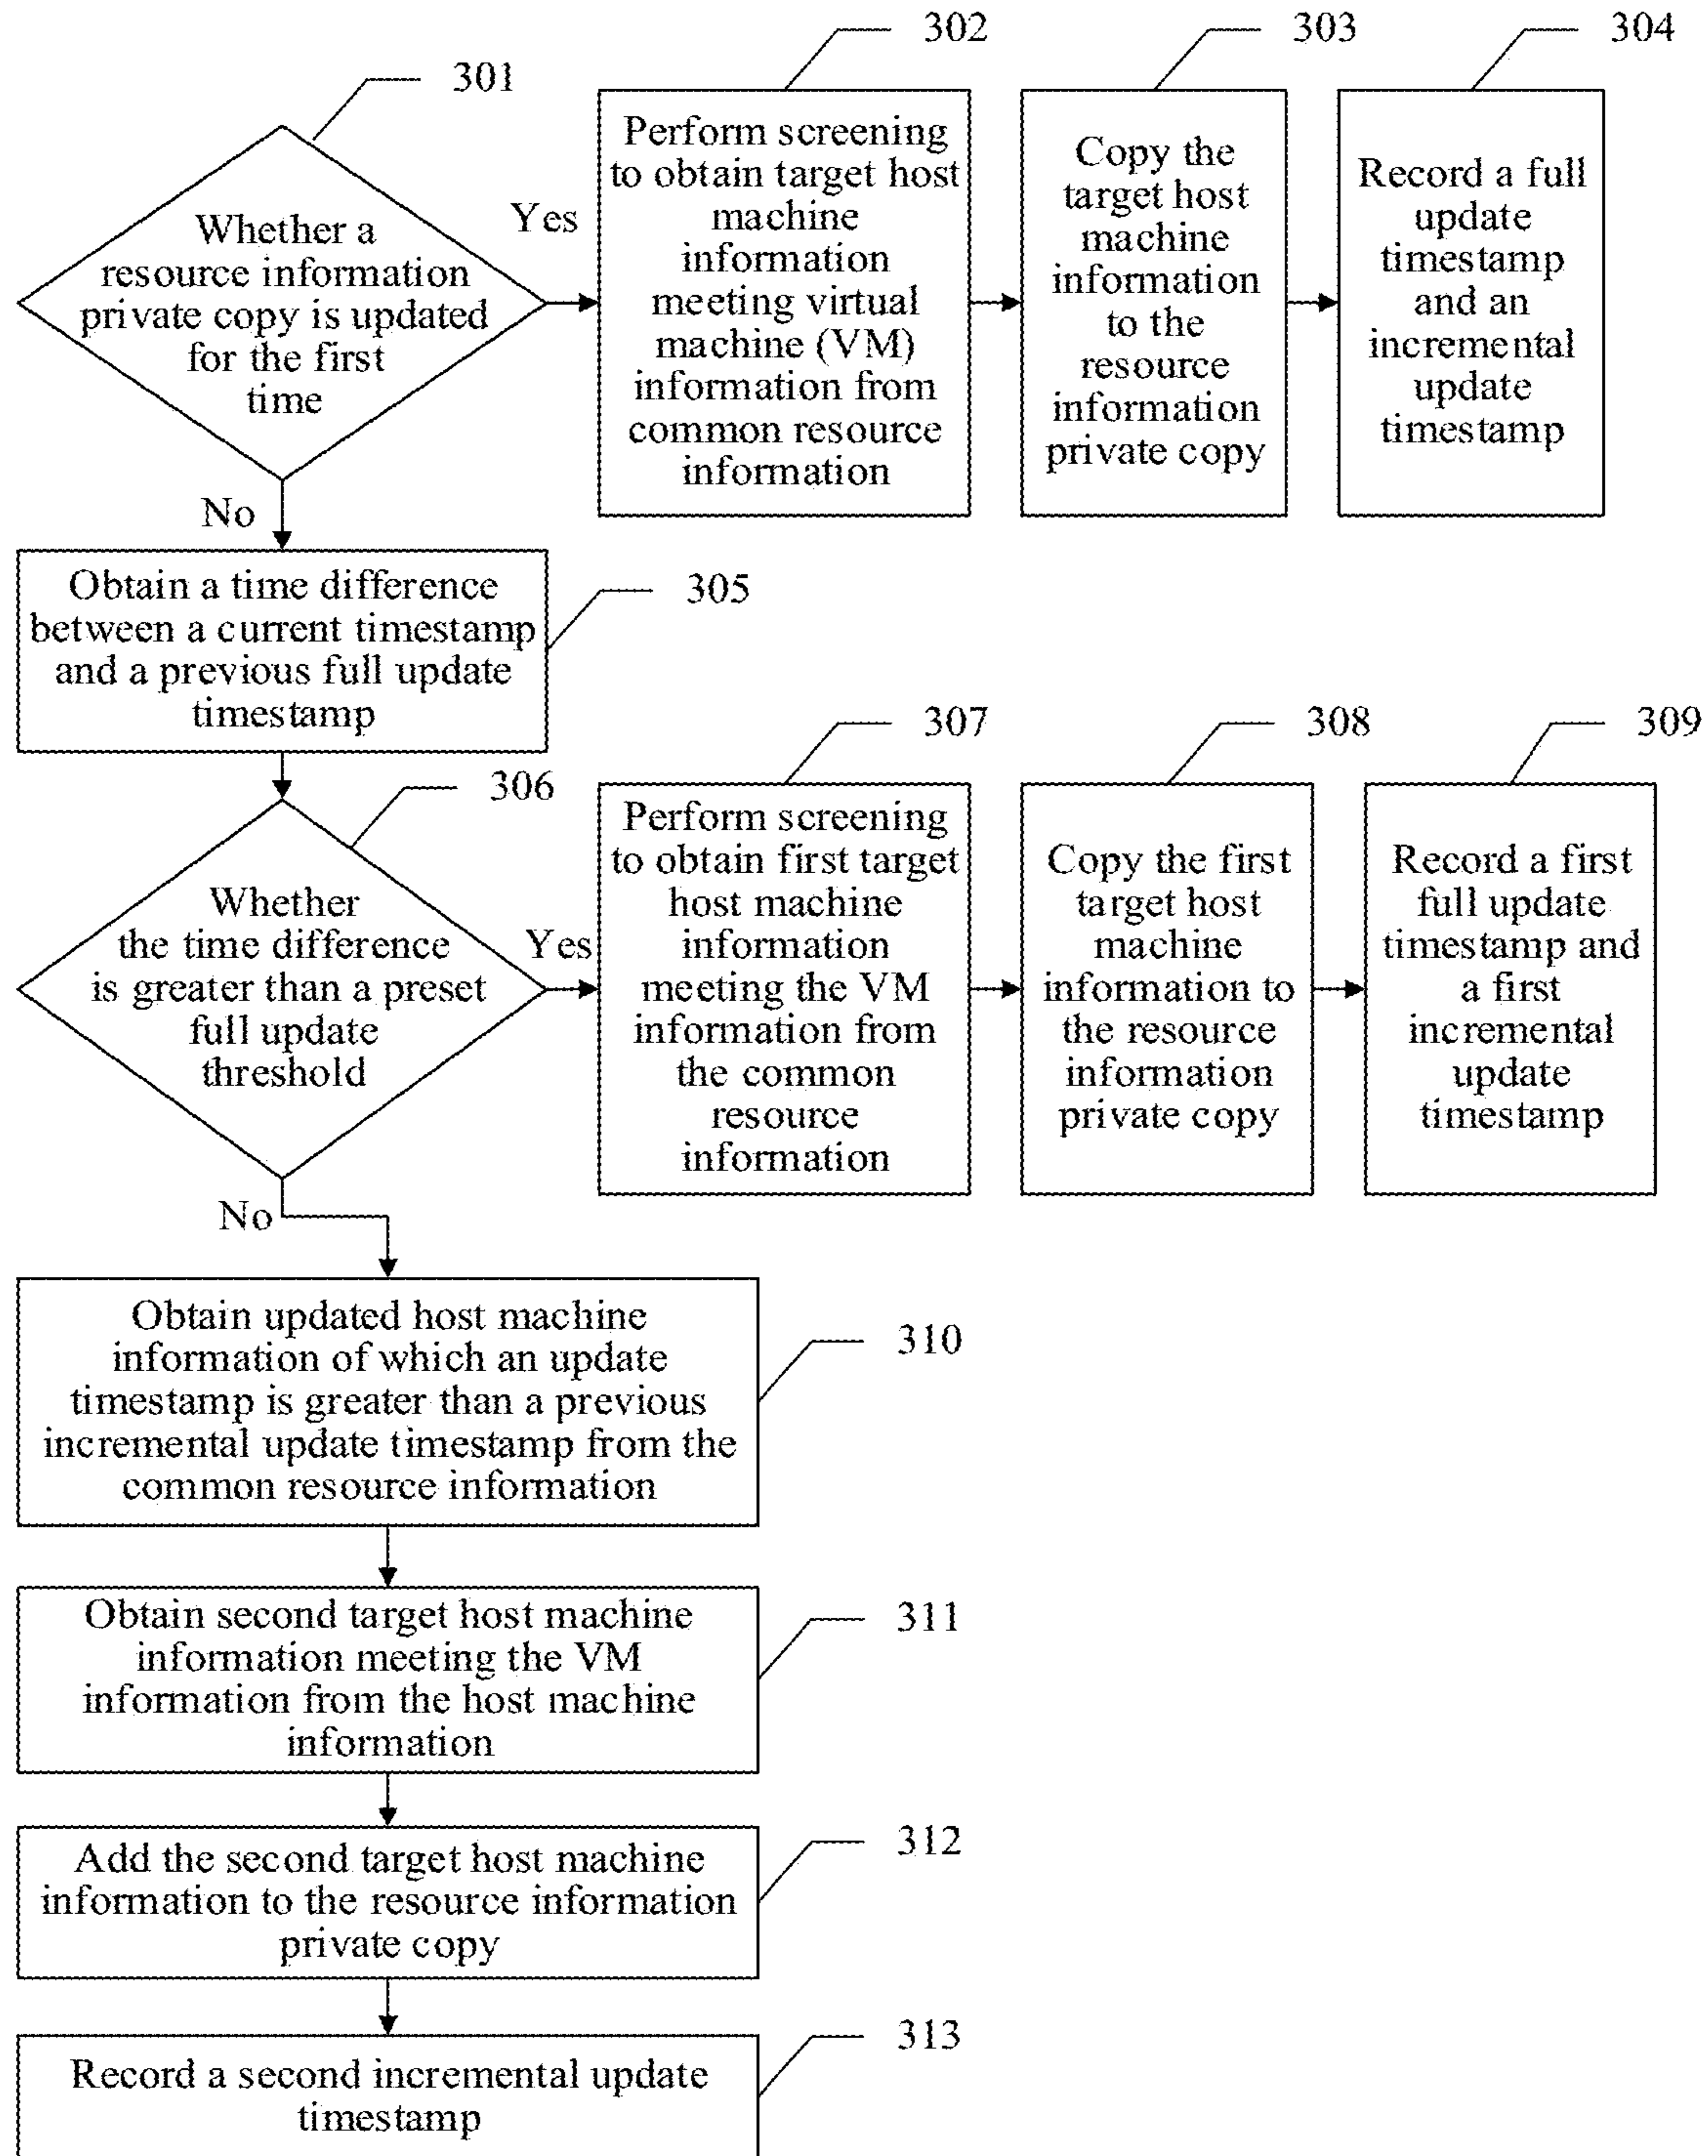 301
Whether a
resource information
private copy is updated
for the first
time
Yes
302
Perform screening
to obtain target host
machine
information
meeting virtual
machine (VM)
information from
common resource
information
303
Copy the
target host
machine
information
to the
resource
information
private copy
304
Record a full
update
timestamp
and an
incremental
update
timestamp
No
305
Obtain a time difference
between a current timestamp
and a previous full update
timestamp
306
Whether
the time difference
is greater than a preset
full update
threshold
Yes
307
Perform screening
to obtain first target
host machine
information
meeting the VM
information from
the common
resource
information
308
Copy the first
target host
machine
information to
the resource
information
private copy
309
Record a first
full update
timestamp and
a first
incremental
update
timestamp
No
310
Obtain updated host machine
information of which an update
timestamp is greater than a previous
incremental update timestamp from the
common resource information
311
Obtain second target host machine
information meeting the VM
information from the host machine
information
312
Add the second target host machine
information to the resource information
private copy
313
Record a second incremental update
timestamp